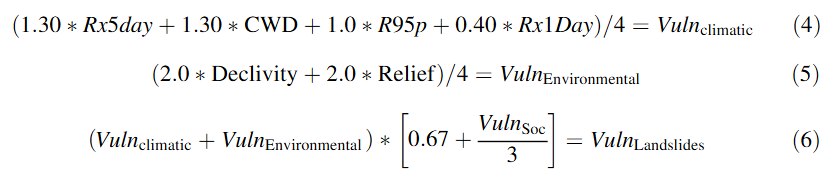 (1.30 * Rx5day + 1.30 * CWD + 1.0 * R95p + 0.40 * Rx1Day)/4 = Vuln_climatic (4)
(2.0 * Declivity + 2.0 * Relief)/4 = Vuln_Environmental (5)
(Vuln_climatic + Vuln_Environmental) * [0.67 + Vuln_Soc/3] = Vuln_Landslides (6)